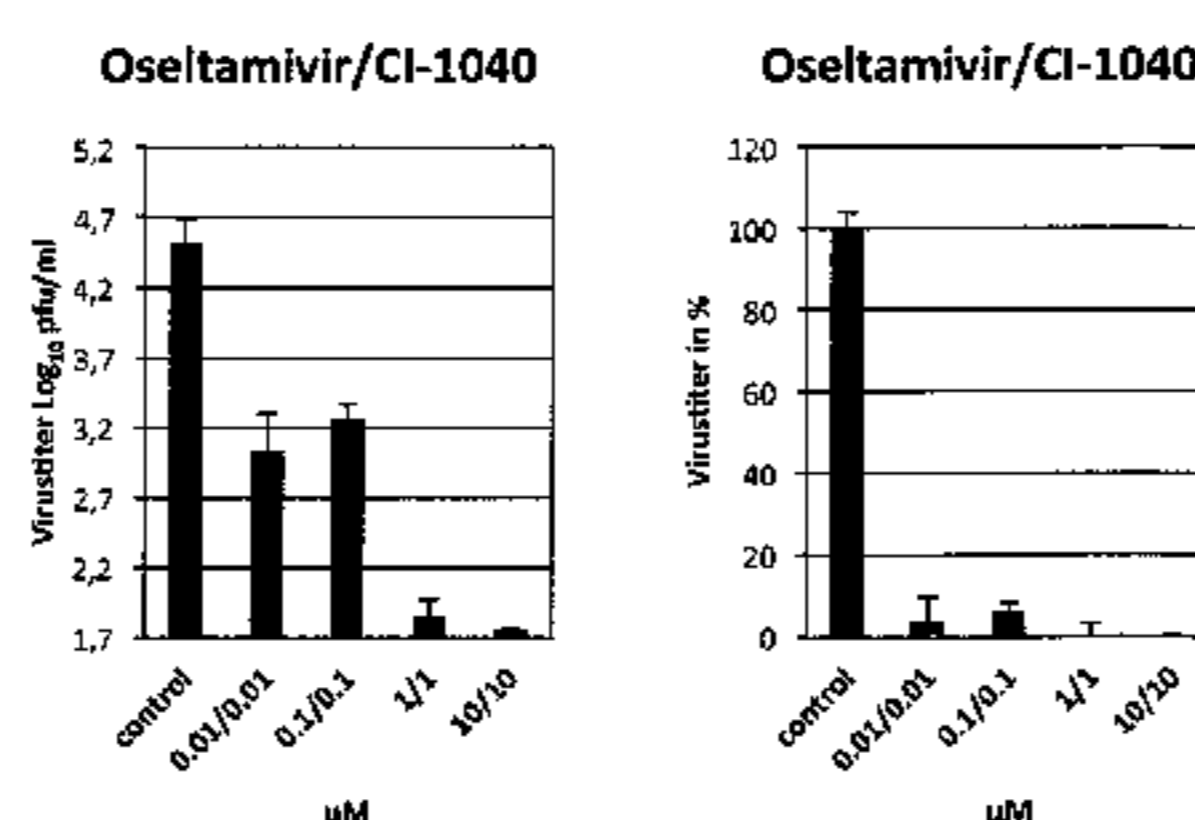 Oseltamivir/CI-1040
5,2
4,7
4,2
3,7
3,2
2,7
2,2
1,7
Virustiter Log10 pfu/ml
control
0.01/0.01
0.1/0.1
1/1
10/10
µM
Oseltamivir/CI-1040
120
100
80
60
40
20
0
Virustiter in %
control
0.01/0.01
0.1/0.1
1/1
10/10
µM